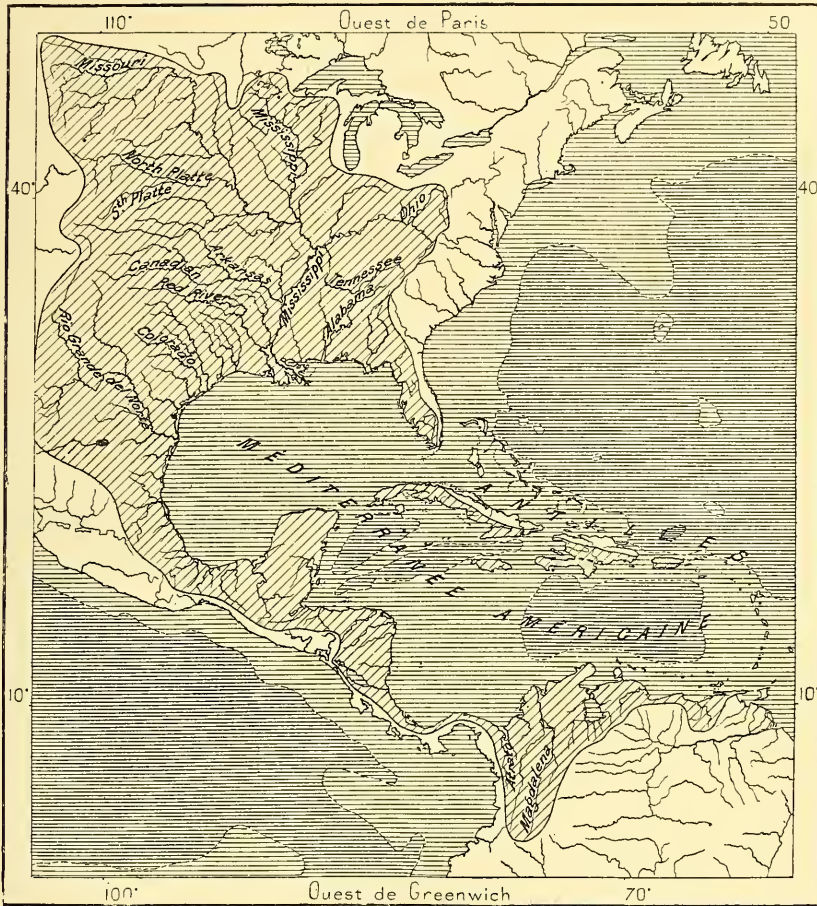 110°
Ouest de Paris
50
Missouri
Mississippi
North Platte
Sth Platte
40°
40°
Ohio
Arkansas
Canadian
Red River
Mississippi
Tennessee
Alabama
Colorado
Rio Grande del Norte
MÉDITERRANÉE AMÉRICAINE
ANTILLES
10°
10°
Atrato
Magdalena
100°
Ouest de Greenwich
70°